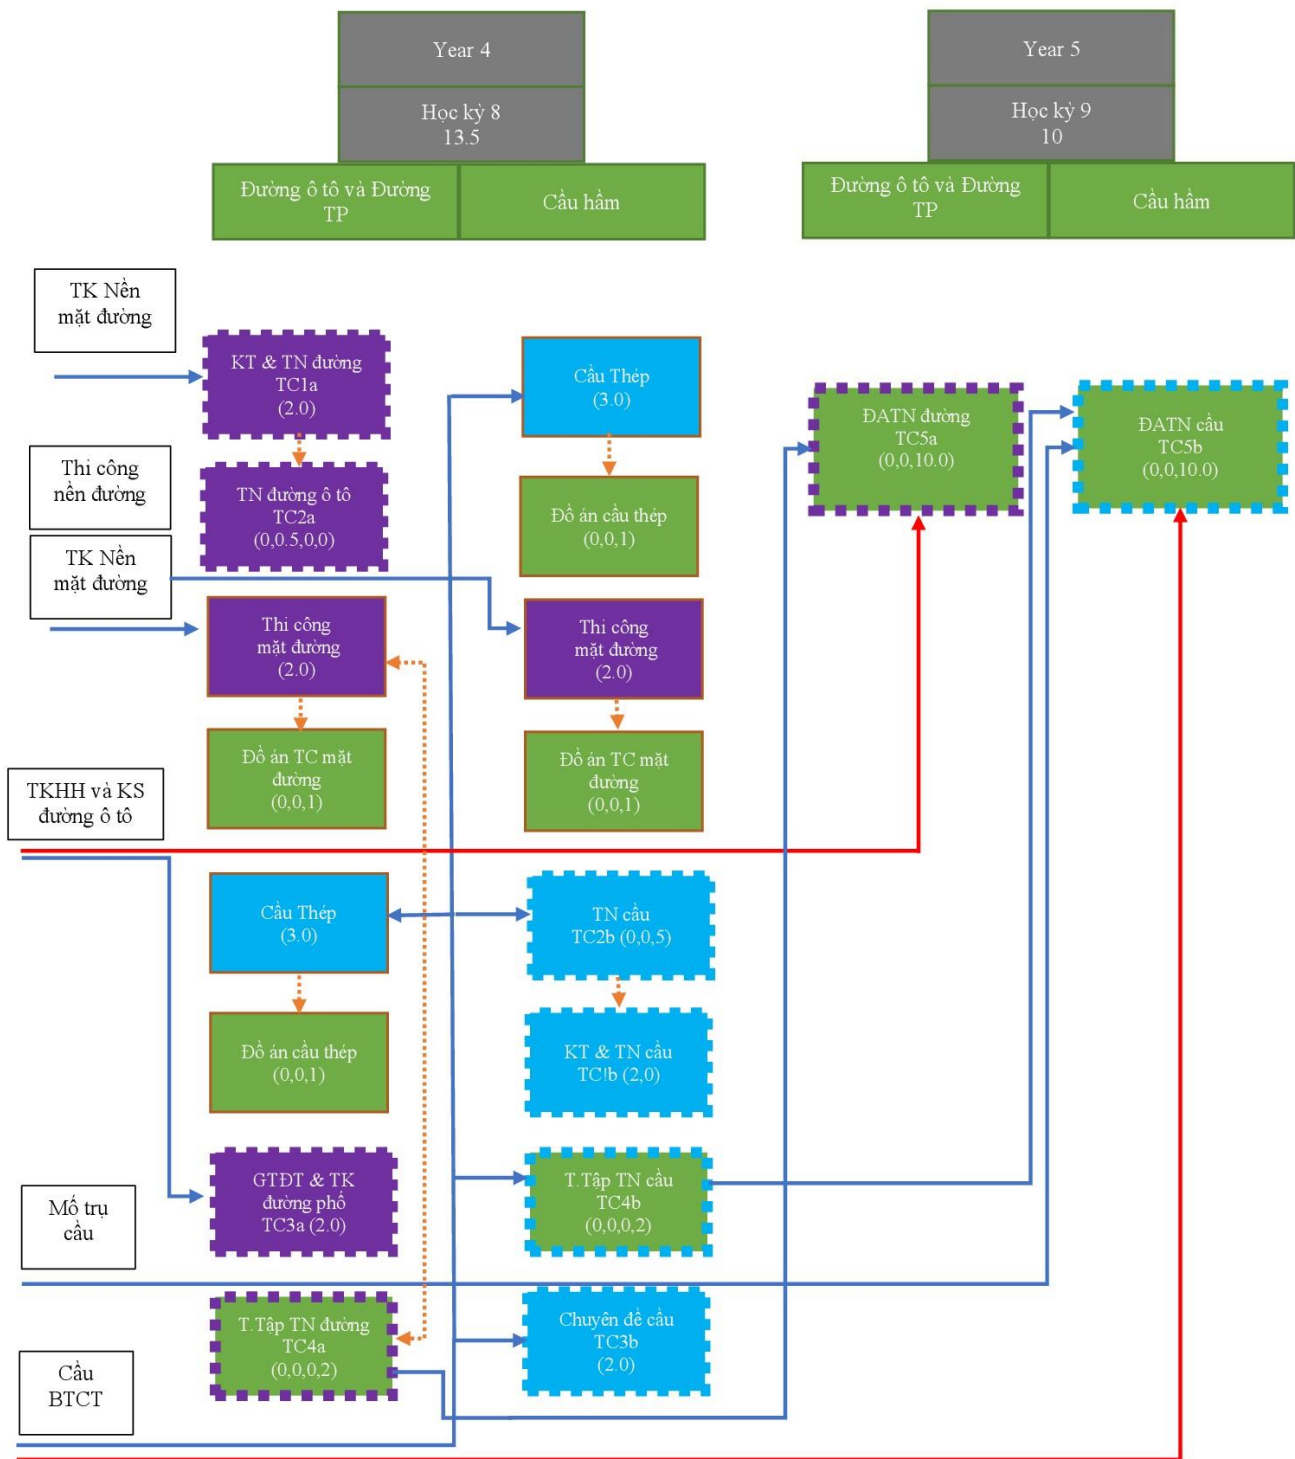 Year 4
Học kỳ 8
13.5
Đường ô tô và Đường
TP
Cầu hầm
Year 5
Học kỳ 9
10
Đường ô tô và Đường
TP
Cầu hầm
TK Nền
mặt đường
KT & TN đường
TC1a
(2.0)
Cầu Thép
(3.0)
ĐATN đường
TC5a
(0,0,10.0)
ĐATN cầu
TC5b
(0,0,10.0)
Thi công
nền đường
TN đường ô tô
TC2a
(0,0.5,0,0)
Đồ án cầu thép
(0,0,1)
TK Nền
mặt đường
Thi công
mặt đường
(2.0)
Thi công
mặt đường
(2.0)
Đồ án TC mặt
đường
(0,0,1)
Đồ án TC mặt
đường
(0,0,1)
TKHH và KS
đường ô tô
Cầu Thép
(3.0)
TN cầu
TC2b (0,0,5)
Đồ án cầu thép
(0,0,1)
KT & TN cầu
TC!b (2,0)
GTĐT & TK
đường phố
TC3a (2.0)
T.Tập TN cầu
TC4b
(0,0,0,2)
Mố trụ
cầu
T.Tập TN đường
TC4a
(0,0,0,2)
Chuyên đề cầu
TC3b
(2.0)
Cầu
BTCT